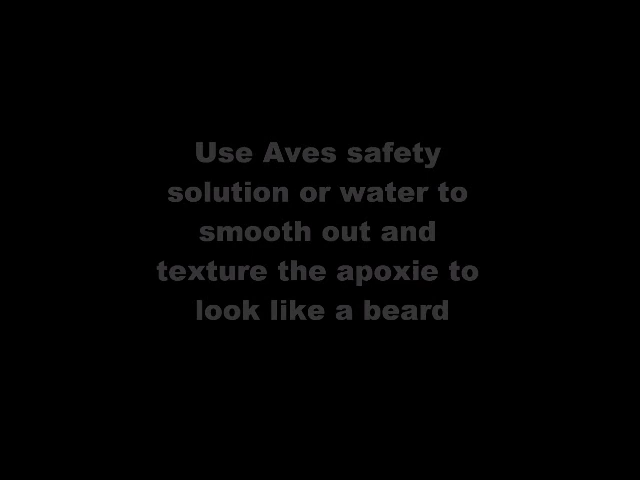 Use Aves safety
solution or water to
smooth out and
texture the apoxie to
look like a beard